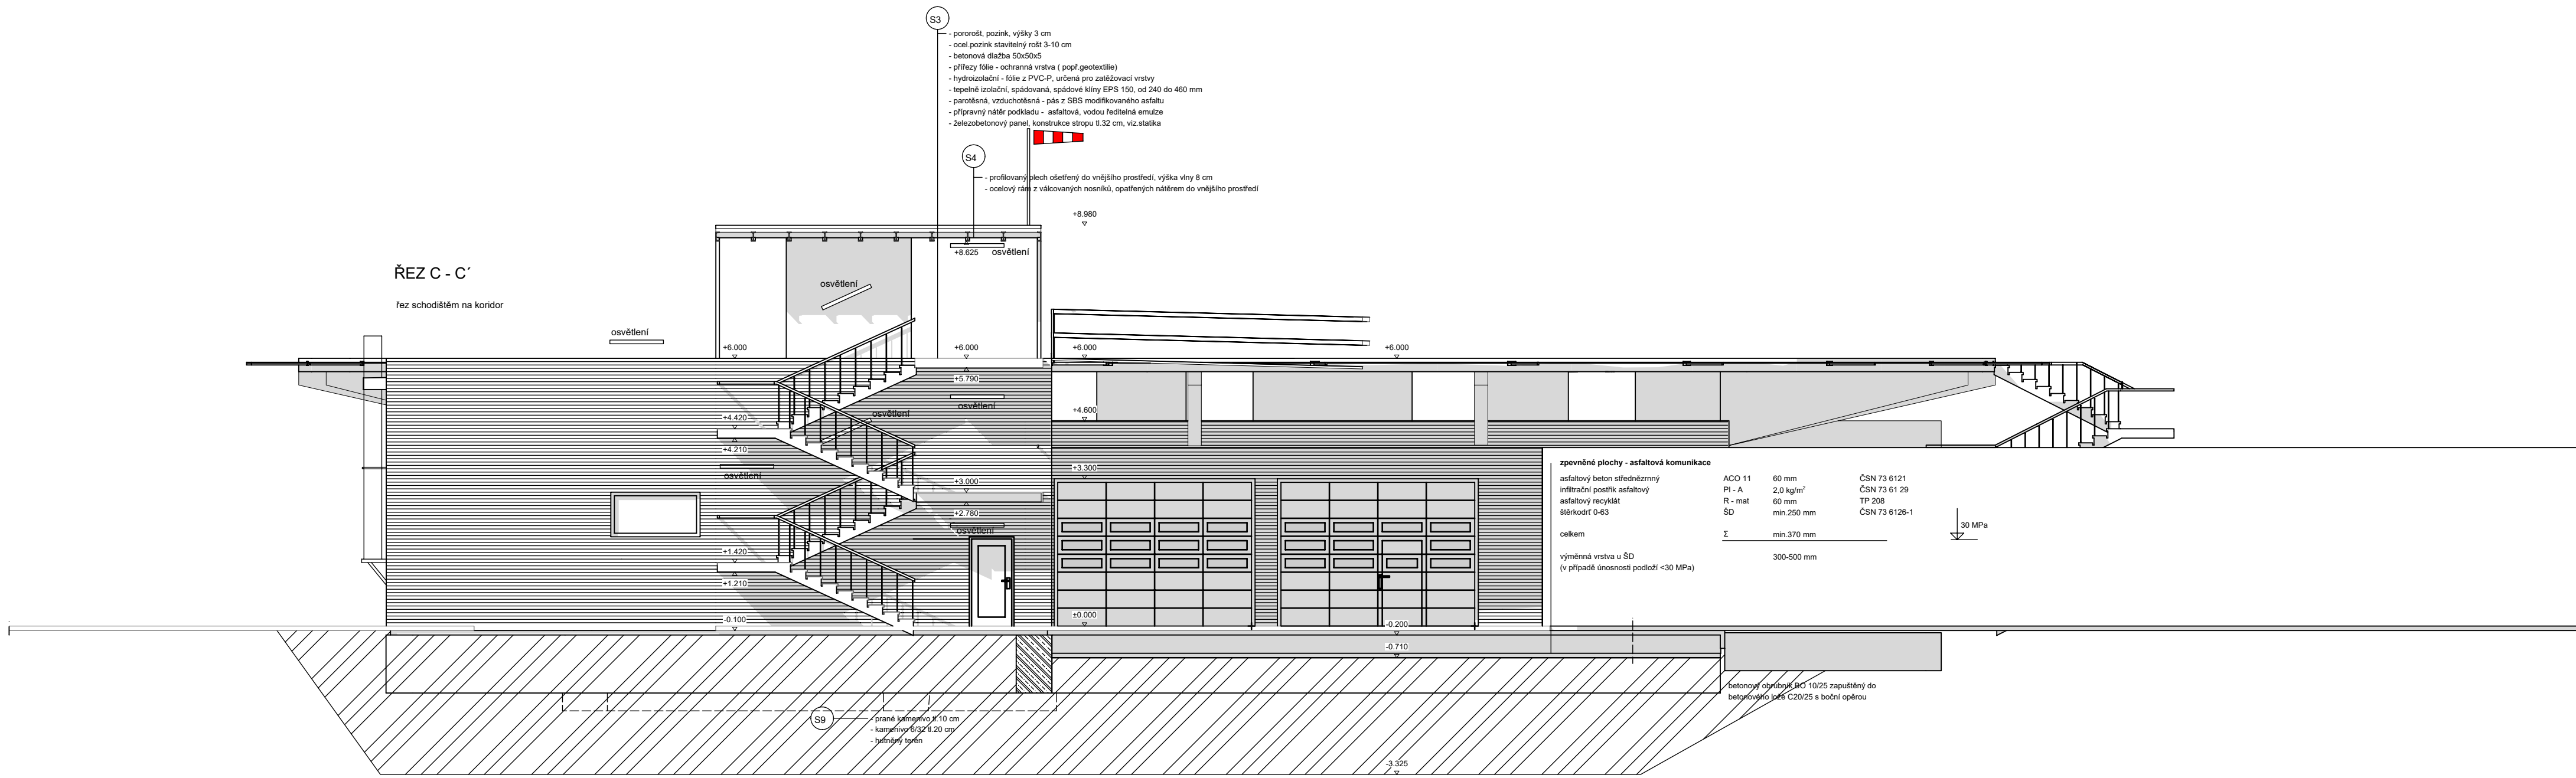 S3
- pororošt, pozink, výšky 3 cm
- ocel.pozink stavitelný rošt 3-10 cm
- betonová dlažba 50x50x5
- přířezy fólie - ochranná vrstva ( popř.geotextilie)
- hydroizolační - fólie z PVC-P, určená pro zatěžovací vrstvy
- tepelně izolační, spádovaná, spádové klíny EPS 150, od 240 do 460 mm
- parotěsná, vzduchotěsná - pás z SBS modifikovaného asfaltu
- přípravný nátěr podkladu - asfaltová, vodou ředitelná emulze
- železobetonový panel, konstrukce stropu tl.32 cm, viz.statika
S4
- profilovaný plech ošetřený do vnějšího prostředí, výška vlny 8 cm
- ocelový rám z válcovaných nosníků, opatřených nátěrem do vnějšího prostředí
+8.980
+8.625 osvětlení
ŘEZ C - C´
řez schodištěm na koridor
osvětlení
osvětlení
+6.000
+6.000
+6.000
+6.000
+5.790
osvětlení
osvětlení
+4.600
+4.420
+4.210
osvětlení
+3.300
+3.000
+2.780
osvětlení
+1.420
+1.210
±0.000
-0.100
-0.200
-0.710
zpevněné plochy - asfaltová komunikace
asfaltový beton střednězrnný ACO 11 60 mm ČSN 73 6121
infiltrační postřik asfaltový PI - A 2,0 kg/m² ČSN 73 61 29
asfaltový recyklát R - mat 60 mm TP 208
štěrkodrť 0-63 ŠD min.250 mm ČSN 73 6126-1
30 MPa
celkem Σ min.370 mm
výměnná vrstva u ŠD 300-500 mm
(v případě únosnosti podloží <30 MPa)
betonový obrubník BO 10/25 zapuštěný do
betonového lože C20/25 s boční opěrou
S9
- prané kamenivo tl.10 cm
- kamenivo 8/32 tl.20 cm
- hutněný terén
-3.325